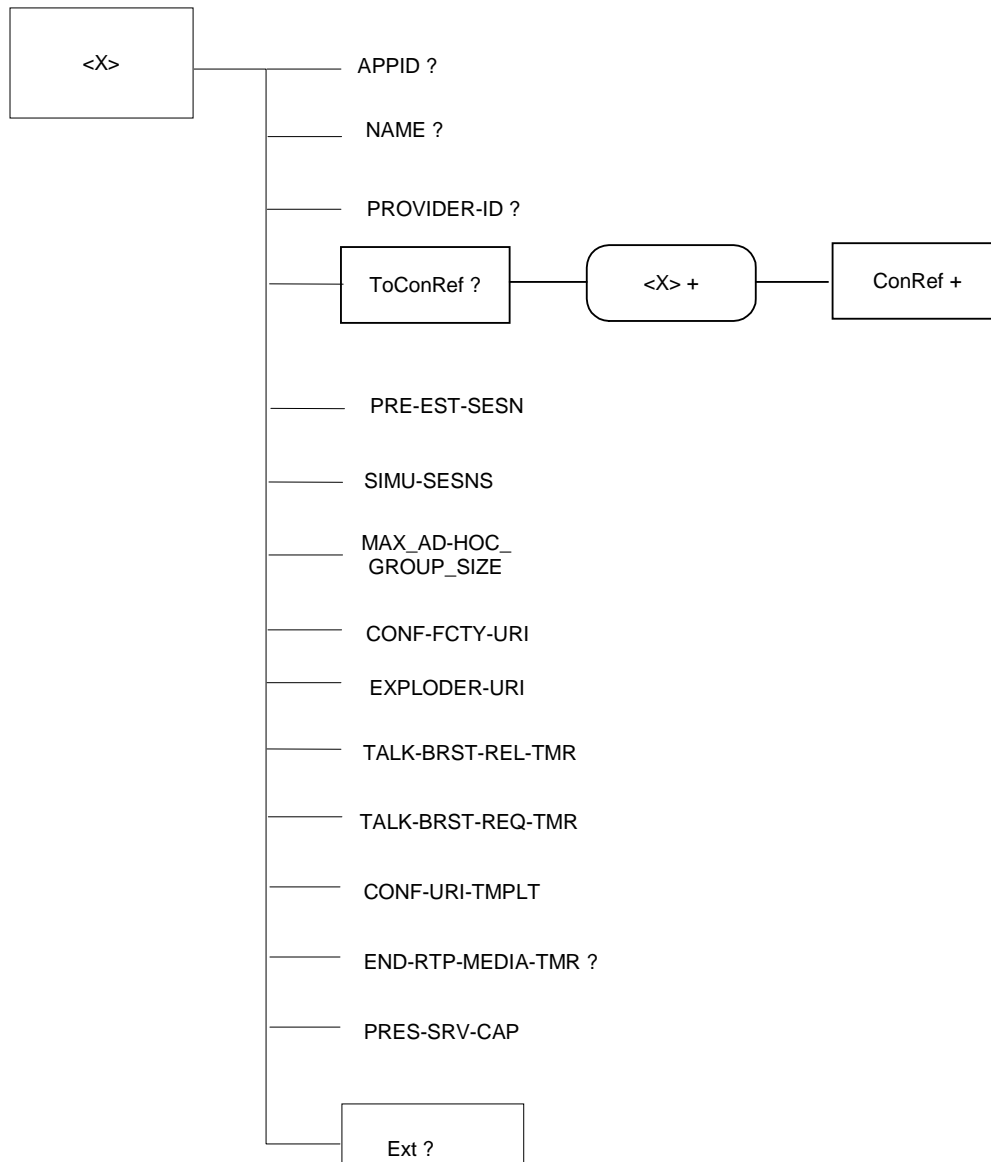 <X>
APPID ?
NAME ?
PROVIDER-ID ?
ToConRef ?
<X> +
ConRef +
PRE-EST-SESN
SIMU-SESNS
MAX_AD-HOC_
GROUP_SIZE
CONF-FCTY-URI
EXPLODER-URI
TALK-BRST-REL-TMR
TALK-BRST-REQ-TMR
CONF-URI-TMPLT
END-RTP-MEDIA-TMR ?
PRES-SRV-CAP
Ext ?